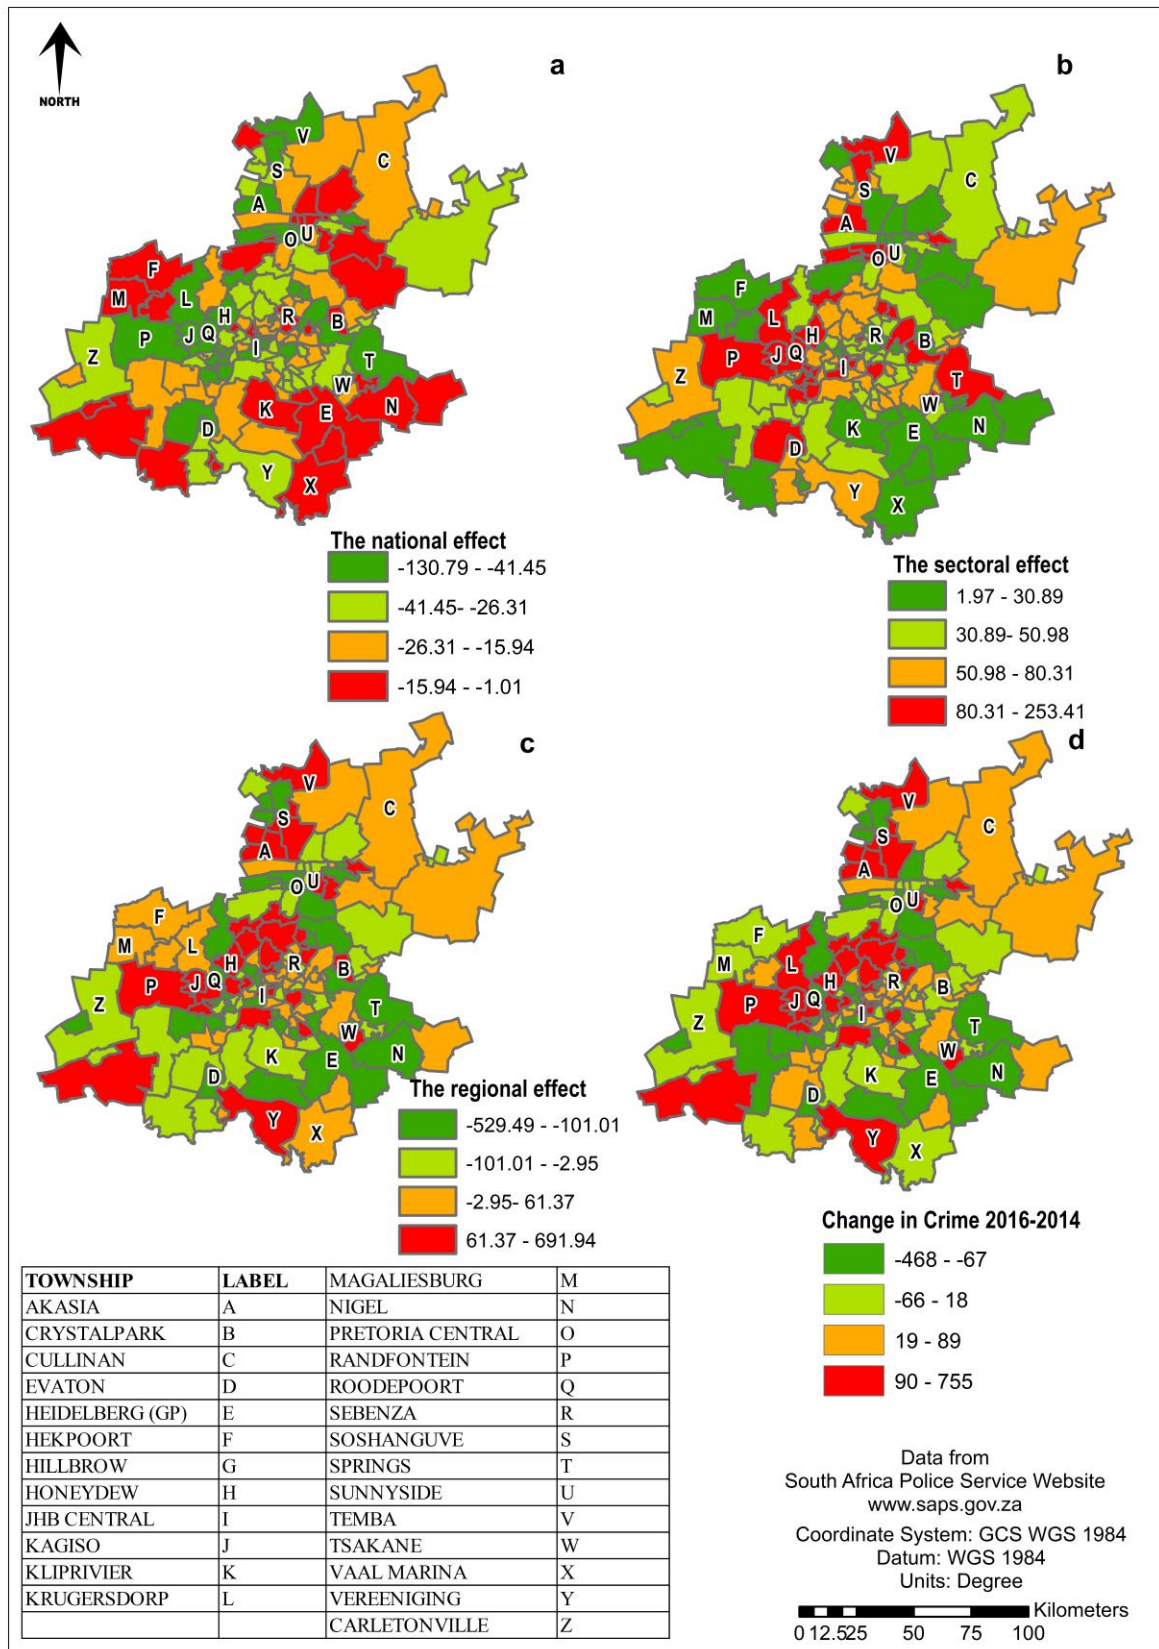 NORTH
a
V
C
S
A
O U
F
M
L
H
R
B
P
J
Q
I
Z
T
W
K
E
N
D
Y
X
b
V
C
S
A
O U
F
M
L
H
R
B
P
J
Q
I
Z
T
W
K
E
N
D
Y
X
The national effect
-130.79 - -41.45
-41.45- -26.31
-26.31 - -15.94
-15.94 - -1.01
The sectoral effect
1.97 - 30.89
30.89- 50.98
50.98 - 80.31
80.31 - 253.41
c
V
C
S
A
O U
F
M
L
H
R
B
P
J
Q
I
Z
T
W
K
E
N
D
Y
X
d
V
C
S
A
O U
F
M
L
H
R
B
P
J
Q
I
Z
T
W
K
E
N
D
Y
X
The regional effect
-529.49 - -101.01
-101.01 - -2.95
-2.95- 61.37
61.37 - 691.94
Change in Crime 2016-2014
-468 - -67
-66 - 18
19 - 89
90 - 755
TOWNSHIP LABEL MAGALIESBURG M
AKASIA A NIGEL N
CRYSTALPARK B PRETORIA CENTRAL O
CULLINAN C RANDFONTEIN P
EVATON D ROODEPOORT Q
HEIDELBERG (GP) E SEBENZA R
HEKPOORT F SOSHANGUVE S
HILLBROW G SPRINGS T
HONEYDEW H SUNNYSIDE U
JHB CENTRAL I TEMBA V
KAGISO J TSAKANE W
KLIPRIVIER K VAAL MARINA X
KRUGERSDORP L VEREENIGING Y
CARLETONVILLE Z
Data from
South Africa Police Service Website
www.saps.gov.za
Coordinate System: GCS WGS 1984
Datum: WGS 1984
Units: Degree
Kilometers
0 12.525 50 75 100